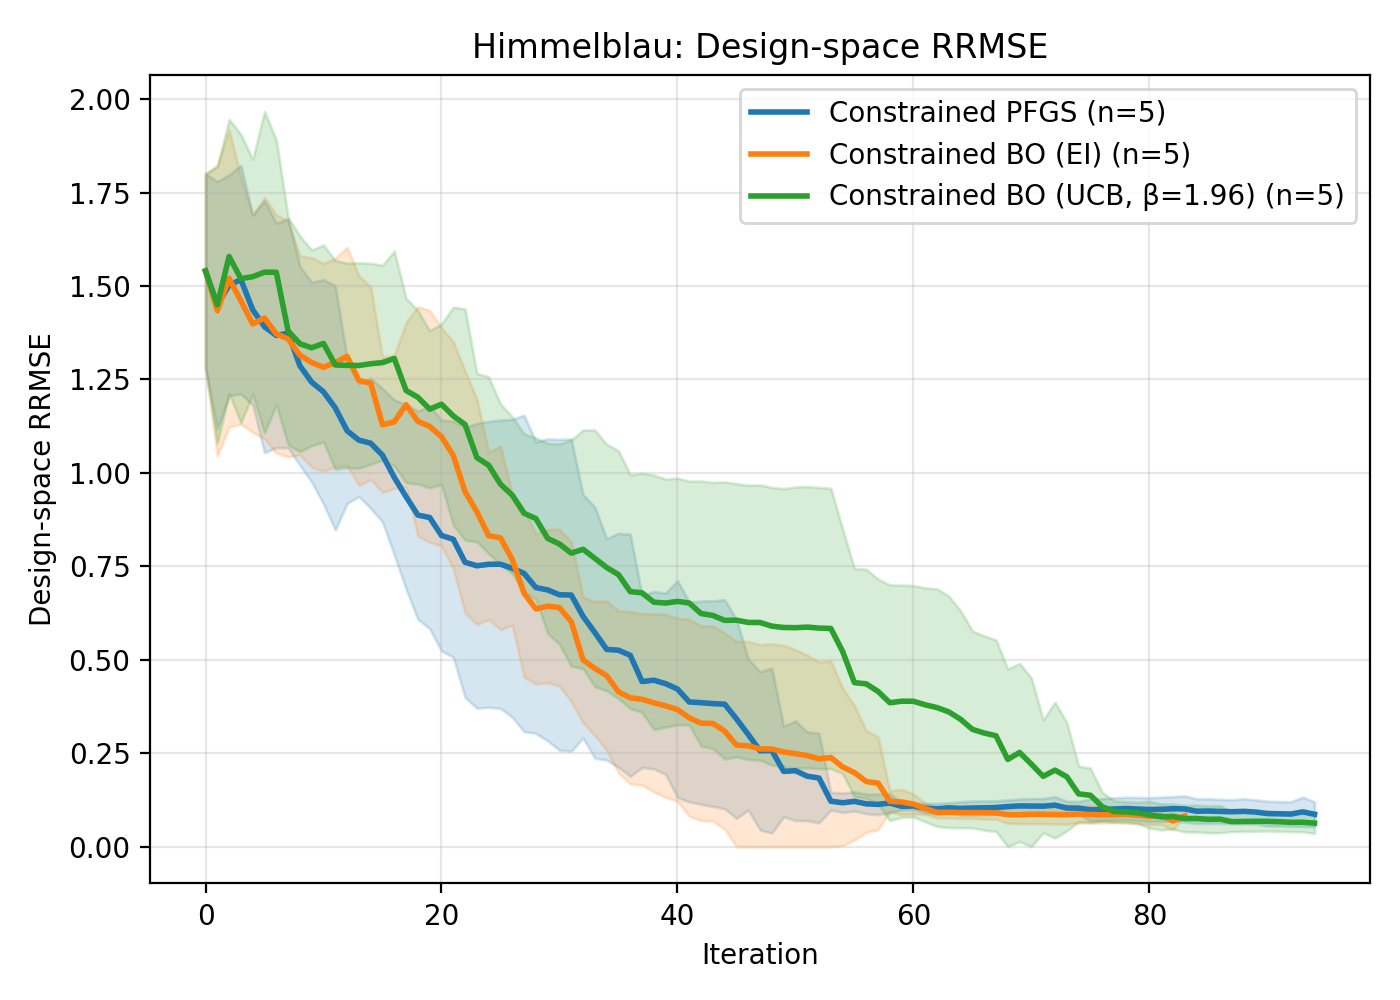 Himmelblau: Design-space RRMSE
Constrained PFGS (n=5)
Constrained BO (EI) (n=5)
Constrained BO (UCB, β=1.96) (n=5)
Design-space RRMSE
2.00
1.75
1.50
1.25
1.00
0.75
0.50
0.25
0.00
0 20 40 60 80
Iteration